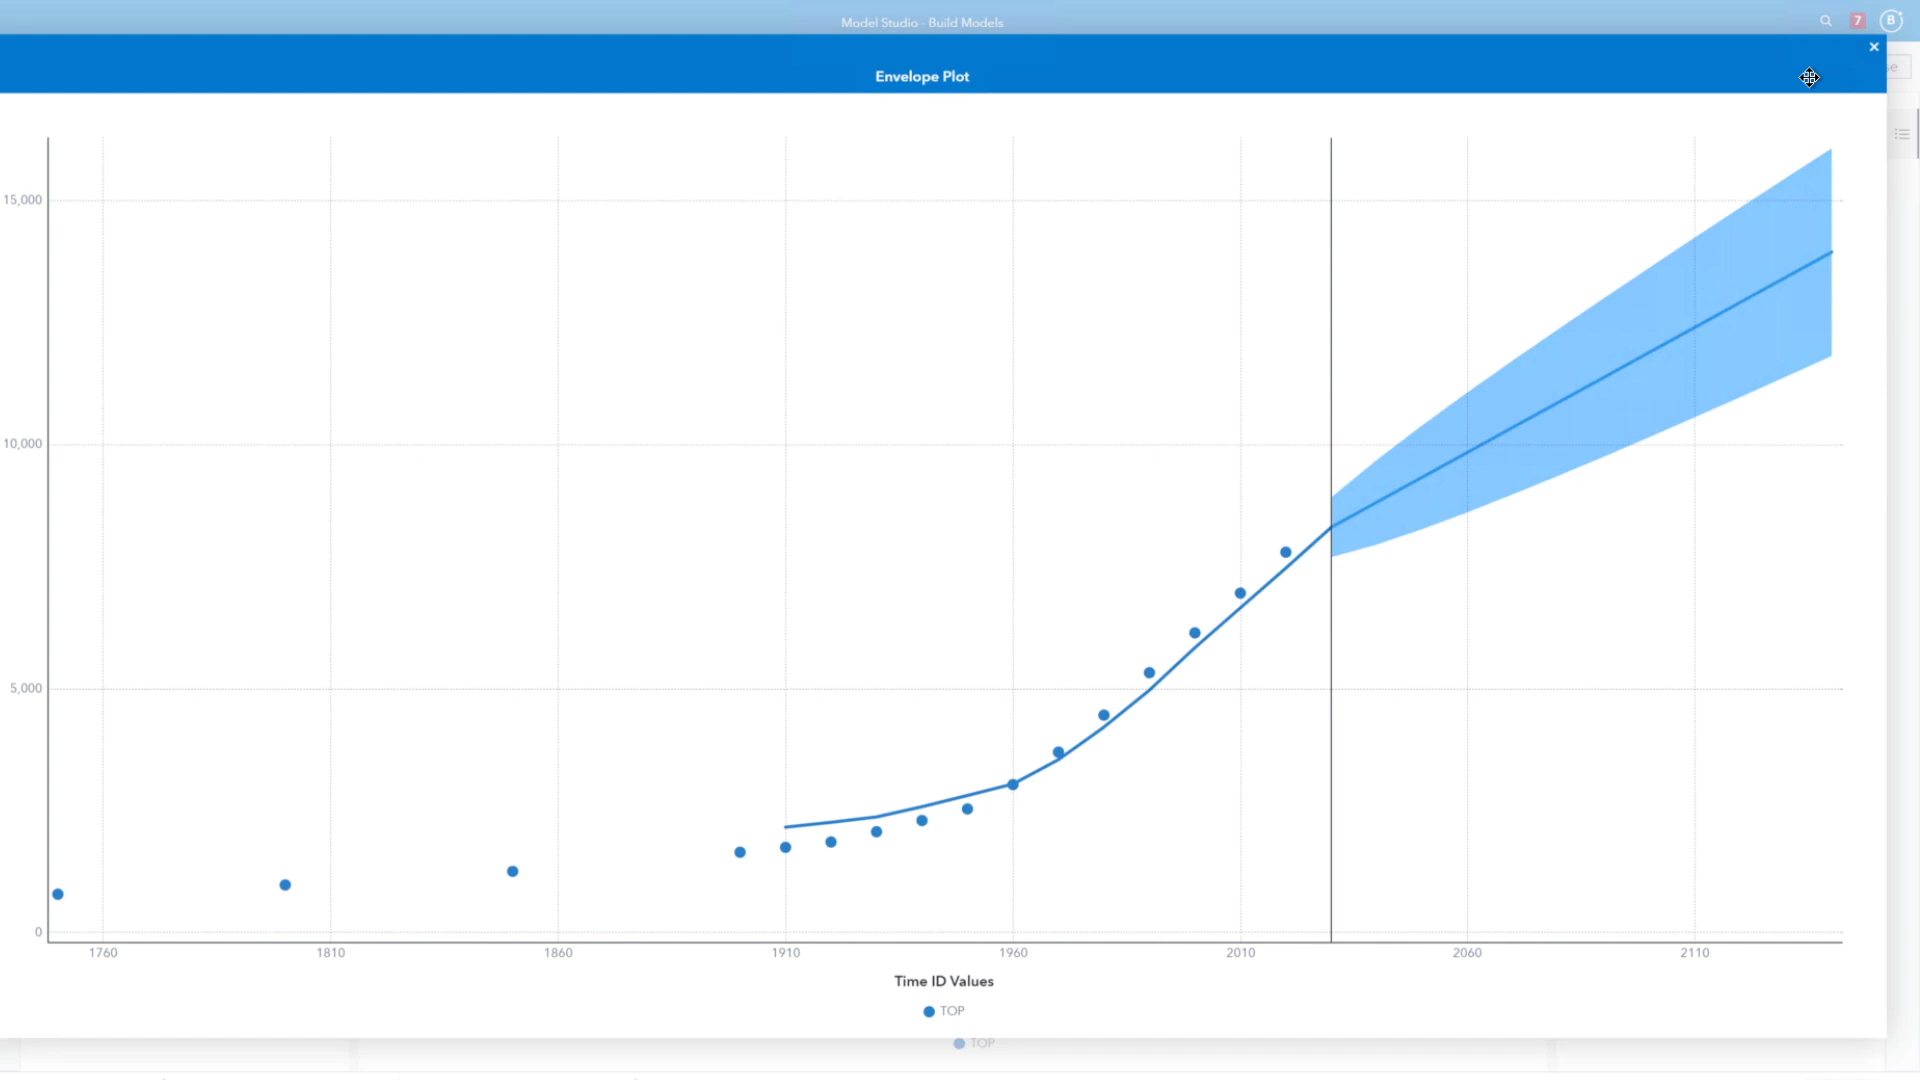 Model Studio - Build Models
7
B
Envelope Plot
se
15,000
10,000
5,000
0
1760 1810 1860 1910 1960 2010 2060 2110
Time ID Values
TOP
TOP